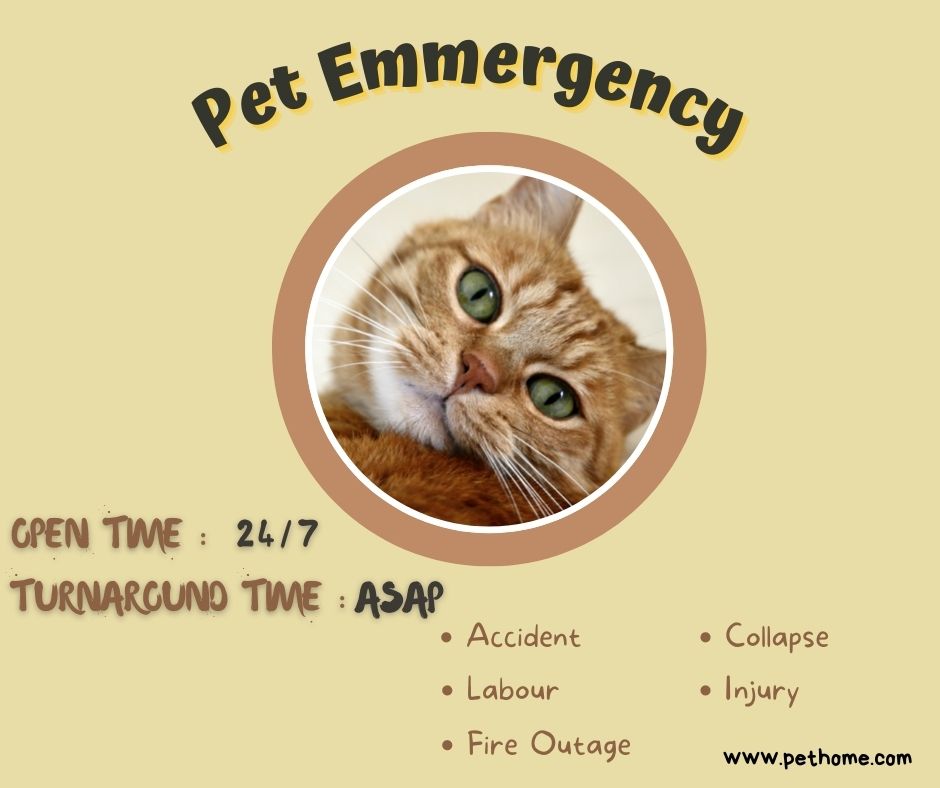 Pet Emmergency
OPEN TIME : 24/7
TURNAROUND TIME : ASAP
• Accident
• Labour
• Fire Outage
• Collapse
• Injury
www.pethome.com